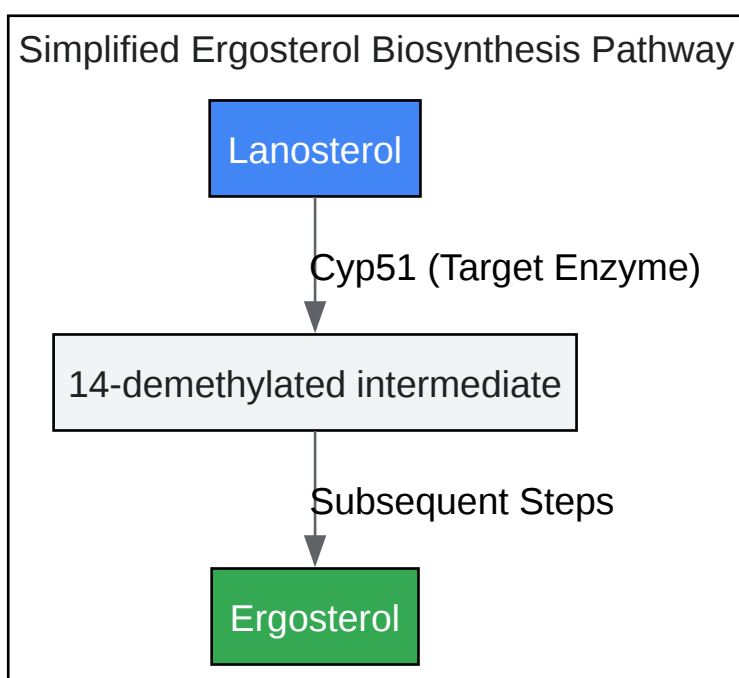 Simplified Ergosterol Biosynthesis Pathway
Lanosterol
Cyp51 (Target Enzyme)
14-demethylated intermediate
Subsequent Steps
Ergosterol